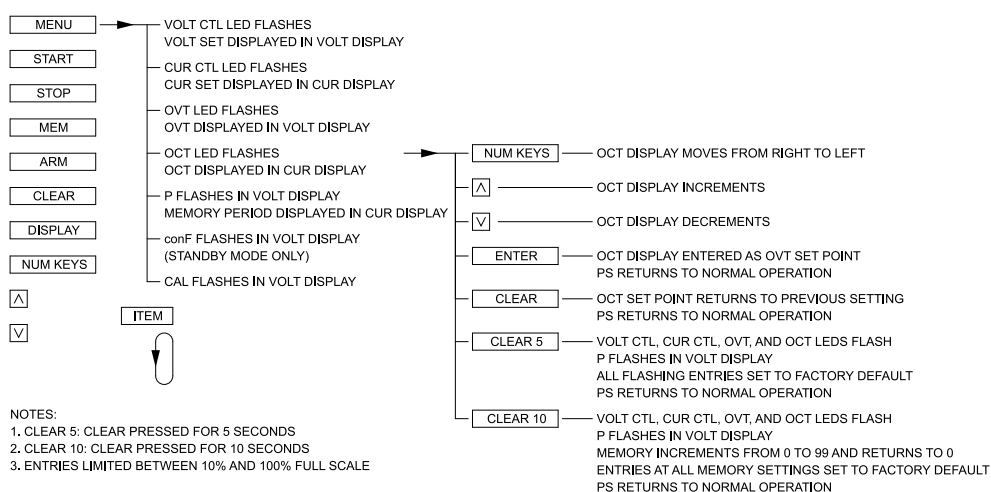 MENU
START
STOP
MEM
ARM
CLEAR
DISPLAY
NUM KEYS
VOLT CTL LED FLASHES
VOLT SET DISPLAYED IN VOLT DISPLAY
CUR CTL LED FLASHES
CUR SET DISPLAYED IN CUR DISPLAY
OVT LED FLASHES
OVT DISPLAYED IN VOLT DISPLAY
OCT LED FLASHES
OCT DISPLAYED IN CUR DISPLAY
P FLASHES IN VOLT DISPLAY
MEMORY PERIOD DISPLAYED IN CUR DISPLAY
conF FLASHES IN VOLT DISPLAY
(STANDBY MODE ONLY)
CAL FLASHES IN VOLT DISPLAY
ITEM
NUM KEYS
OCT DISPLAY MOVES FROM RIGHT TO LEFT
OCT DISPLAY INCREMENTS
OCT DISPLAY DECREMENTS
ENTER
OCT DISPLAY ENTERED AS OVT SET POINT
PS RETURNS TO NORMAL OPERATION
CLEAR
OCT SET POINT RETURNS TO PREVIOUS SETTING
PS RETURNS TO NORMAL OPERATION
CLEAR 5
VOLT CTL, CUR CTL, OVT, AND OCT LEDS FLASH
P FLASHES IN VOLT DISPLAY
ALL FLASHING ENTRIES SET TO FACTORY DEFAULT
PS RETURNS TO NORMAL OPERATION
CLEAR 10
VOLT CTL, CUR CTL, OVT, AND OCT LEDS FLASH
P FLASHES IN VOLT DISPLAY
MEMORY INCREMENTS FROM 0 TO 99 AND RETURNS TO 0
ENTRIES AT ALL MEMORY SETTINGS SET TO FACTORY DEFAULT
PS RETURNS TO NORMAL OPERATION
NOTES:
1. CLEAR 5: CLEAR PRESSED FOR 5 SECONDS
2. CLEAR 10: CLEAR PRESSED FOR 10 SECONDS
3. ENTRIES LIMITED BETWEEN 10% AND 100% FULL SCALE